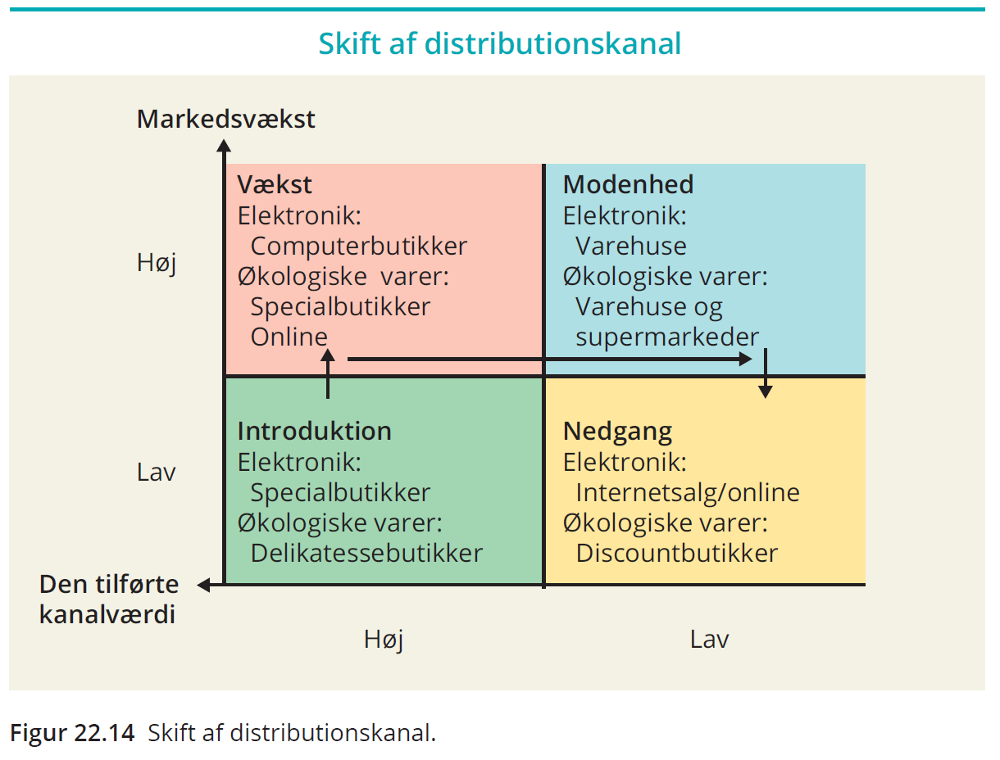 Skift af distributionskanal
Markedsvækst
Vækst
Elektronik:
Computerbutikker
Økologiske varer:
Specialbutikker
Online
Modenhed
Elektronik:
Varehuse
Økologiske varer:
Varehuse og
supermarkeder
Høj
Introduktion
Elektronik:
Specialbutikker
Økologiske varer:
Delikatessebutikker
Nedgang
Elektronik:
Internetsalg/online
Økologiske varer:
Discountbutikker
Lav
Den tilførte
kanalværdi
Høj
Lav
Figur 22.14 Skift af distributionskanal.